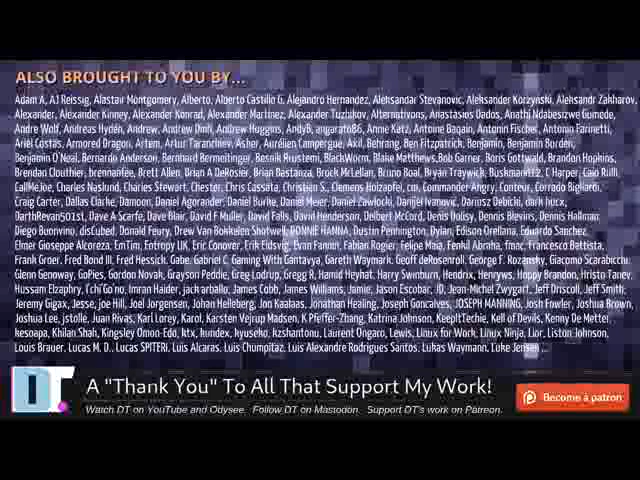 ALSO BROUGHT TO YOU BY...
Adam A, AJ Reissig, Alastair Montgomery, Alberto, Alberto Castillo G, Alejandro Hernandez, Aleksandar Stevanovic, Aleksander Korzynski, Aleksandr Zakharov,
Alexander, Alexander Kinney, Alexander Konrad, Alexander Martinez, Alexander Tuzhikov, Alternativons, Anastasios Dados, Anathi Ndabesizwe Gumede,
Andre Wolf, Andreas Hydén, Andrew, Andrew Dmii, Andrew Huggins, AndyB, angarato86, Anne Katz, Antoine Bagain, Antonin Fischer, Antonio Farinetti,
Ariel Costas, Armored Dragon, Artem, Artur Taranchiev, Asher, Aurélien Campergue, Axil, Behrang, Ben Fitzpatrick, Benjamin, Benjamin Borden,
Benjamin O'Neal, Bernardo Anderson, Bernhard Bermeitinger, Besnik Rrustemi, BlackWorm, Blake Matthews, Bob Garner, Boris Gottwald, Brandon Hopkins,
Brendan Clouthier, brennanfee, Brett Allen, Brian A DeRosier, Brian Bastanza, Brock McLellan, Bruno Boal, Bryan Traywick, Buskman112, C Harper, Caio Rulli,
CallMeJoe, Charles Naslund, Charles Stewart, Chester, Chris Cassata, Christian S., Clemens Holzapfel, cm, Commander Angry, Conteur, Corrado Bigliardi,
Craig Carter, Dallas Clarke, Damoon, Daniel Agorander, Daniel Burke, Daniel Meer, Daniel Zawlocki, Danijel Ivanović, Dariusz Debicki, dark hucx,
DarthRevan501st, Dave A Scarfe, Dave Blair, David F Muller, David Falls, David Henderson, Delbert McCord, Denis Dolisy, Dennis Blevins, Dennis Hallman,
Diego Buonvino, disCubed, Donald Feury, Drew Van Bokkelen Shotwell, DONNIE HANNA, Dustin Pennington, Dylan, Edison Orellana, Eduardo Sanchez,
Elmer Gioseppe Alcoreza, EmTim, Entropy UK, Eric Conover, Erik Eidsvig, Evan Fannin, Fabian Rogier, Felipe Maia, Fenkil Abraha, fmac, Francesco Battista,
Frank Groer, Fred Bond III, Fred Hessick, Gabe, Gabriel C, Gaming With Gantavya, Gareth Waymark, Geoff deRosenroll, George F. Rozansky, Giacomo Scarabicchi,
Glenn Genoway, GoPies, Gordon Novak, Grayson Peddie, Greg Lodrup, Gregg R, Hamid Heyhat, Harry Swinburn, Hendrix, Henryws, Hoppy Brandon, Hristo Tanev,
Hussam Elzaphry, I'chi'Go'no, Imran Haider, jack arballo, James Cobb, James Williams, Jamie, Jason Escobar, JD, Jean-Michel Zwygart, Jeff Driscoll, Jeff Smith,
Jeremy Gigax, Jesse, joe Hill, Joel Jorgensen, Johan Helleberg, Jon Kaalaas, Jonathan Healing, Joseph Goncalves, JOSEPH MANNING, Josh Fowler, Joshua Brown,
Joshua Lee, jstolle, Juan Rivas, Karl Lorey, Karol, Karsten Vejrup Madsen, K Pfeffer-Zhang, Katrina Johnson, KeepItTechie, Kell of Devils, Kenny De Metter,
kesoapa, Khilan Shah, Kingsley Omon-Edo, ktx, kundex, kyuseko, kzshantonu, Laurent Ongaro, Lewis, Linux for Work, Linux Ninja, Lior, Liston Johnson,
Louis Brauer, Lucas M. D., Lucas SPITERI, Luis Alcaras, Luis Chumpitaz, Luis Alexandre Rodrigues Santos, Lukas Waymann, Luke Jensen ...
DT
A "Thank You" To All That Support My Work!
Become a patron
Watch DT on YouTube and Odysee. Follow DT on Mastodon. Support DT's work on Patreon.